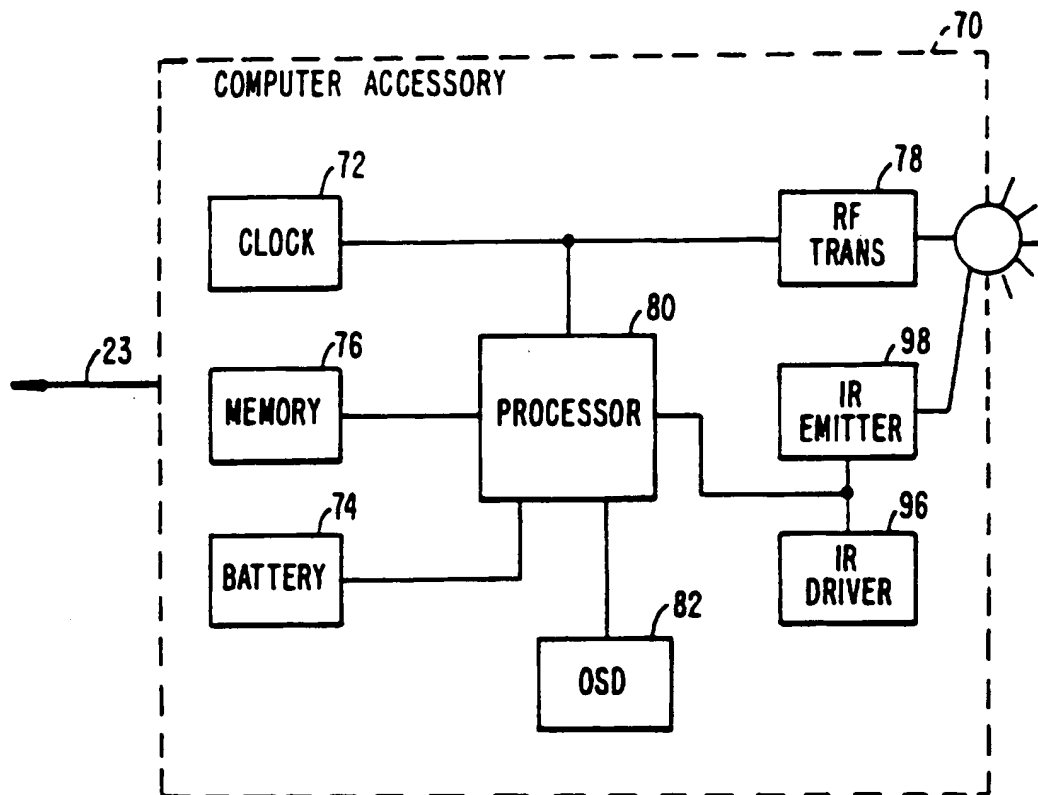 70
COMPUTER ACCESSORY
72
CLOCK
78
RF
TRANS
23
76
MEMORY
80
PROCESSOR
98
IR
EMITTER
74
BATTERY
96
IR
DRIVER
82
OSD